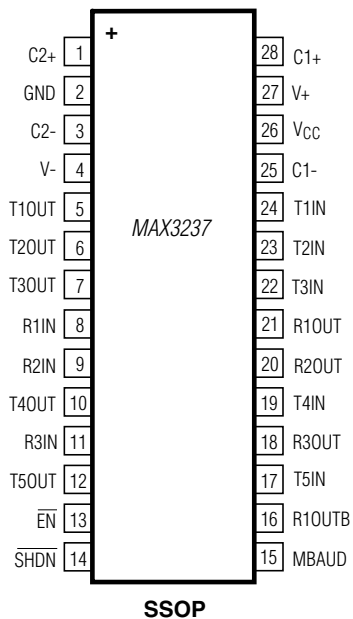 +
C2+ 1 28 C1+
GND 2 27 V+
C2- 3 26 VCC
V- 4 25 C1-
T1OUT 5 24 T1IN
MAX3237
T2OUT 6 23 T2IN
T3OUT 7 22 T3IN
R1IN 8 21 R1OUT
R2IN 9 20 R2OUT
T4OUT 10 19 T4IN
R3IN 11 18 R3OUT
T5OUT 12 17 T5IN
E̅N̅ 13 16 R1OUTB
S̅H̅D̅N̅ 14 15 MBAUD
SSOP